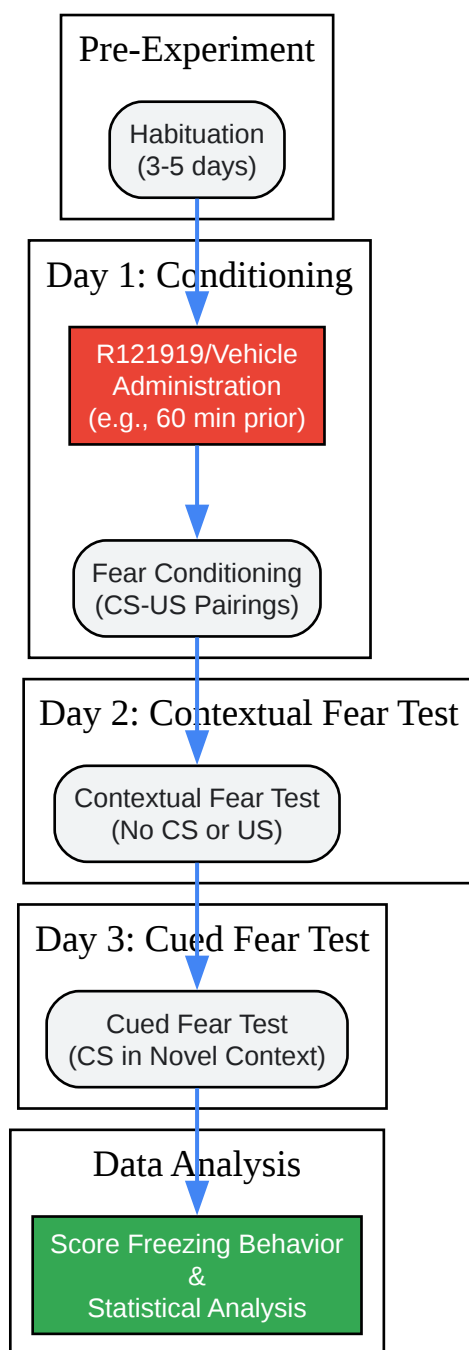 Pre-Experiment
Habituation
(3-5 days)
Day 1: Conditioning
R121919/Vehicle
Administration
(e.g., 60 min prior)
Fear Conditioning
(CS-US Pairings)
Day 2: Contextual Fear Test
Contextual Fear Test
(No CS or US)
Day 3: Cued Fear Test
Cued Fear Test
(CS in Novel Context)
Data Analysis
Score Freezing Behavior
&
Statistical Analysis